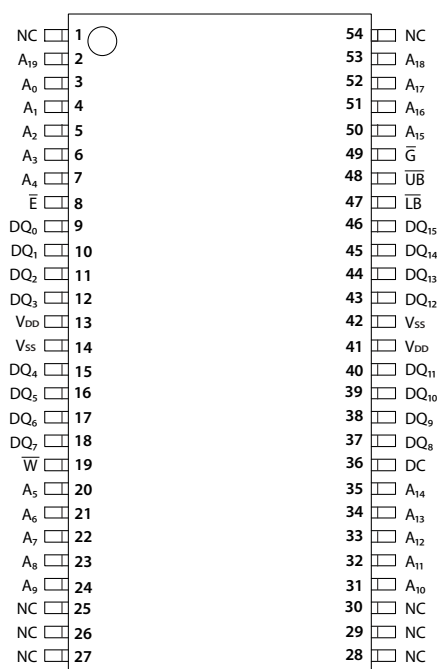 NC 1 54 NC
A₁₉ 2 53 A₁₈
A₀ 3 52 A₁₇
A₁ 4 51 A₁₆
A₂ 5 50 A₁₅
A₃ 6 49 G̅
A₄ 7 48 U̅B̅
E̅ 8 47 L̅B̅
DQ₀ 9 46 DQ₁₅
DQ₁ 10 45 DQ₁₄
DQ₂ 11 44 DQ₁₃
DQ₃ 12 43 DQ₁₂
VDD 13 42 Vss
Vss 14 41 VDD
DQ₄ 15 40 DQ₁₁
DQ₅ 16 39 DQ₁₀
DQ₆ 17 38 DQ₉
DQ₇ 18 37 DQ₈
W̅ 19 36 DC
A₅ 20 35 A₁₄
A₆ 21 34 A₁₃
A₇ 22 33 A₁₂
A₈ 23 32 A₁₁
A₉ 24 31 A₁₀
NC 25 30 NC
NC 26 29 NC
NC 27 28 NC